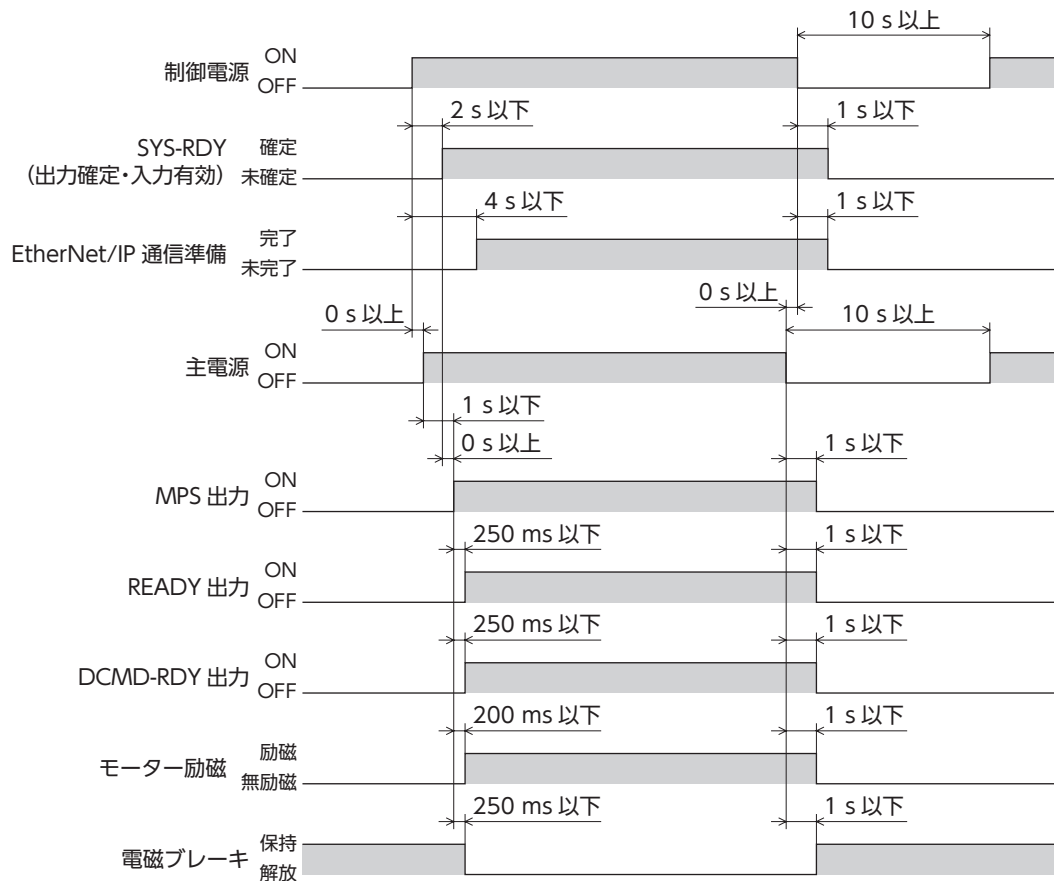 10 s 以上
制御電源 ON
OFF
2 s 以下 1 s 以下
SYS-RDY 確定
(出力確定・入力有効) 未確定
4 s 以下 1 s 以下
EtherNet/IP 通信準備 完了
未完了
0 s 以上 0 s 以上 10 s 以上
主電源 ON
OFF
1 s 以下
0 s 以上 1 s 以下
MPS 出力 ON
OFF
250 ms 以下 1 s 以下
READY 出力 ON
OFF
250 ms 以下 1 s 以下
DCMD-RDY 出力 ON
OFF
200 ms 以下 1 s 以下
モーター励磁 励磁
無励磁
250 ms 以下 1 s 以下
電磁ブレーキ 保持
解放